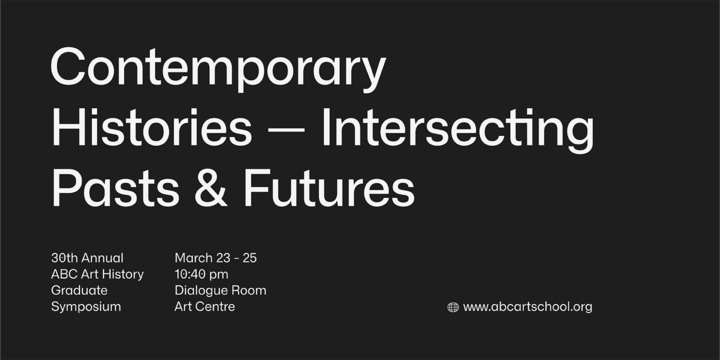 Contemporary
Histories — Intersecting
Pasts & Futures
30th Annual
ABC Art History
Graduate
Symposium
March 23 - 25
10:40 pm
Dialogue Room
Art Centre
www.abcartschool.org